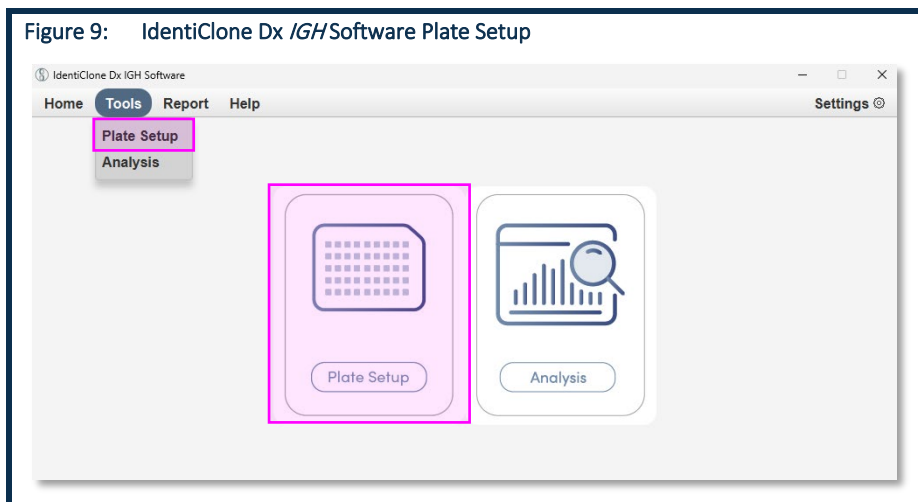 Figure 9: IdentiClone Dx IGH Software Plate Setup
IdentiClone Dx IGH Software
Home Tools Report Help Settings
Plate Setup
Analysis
Plate Setup Analysis